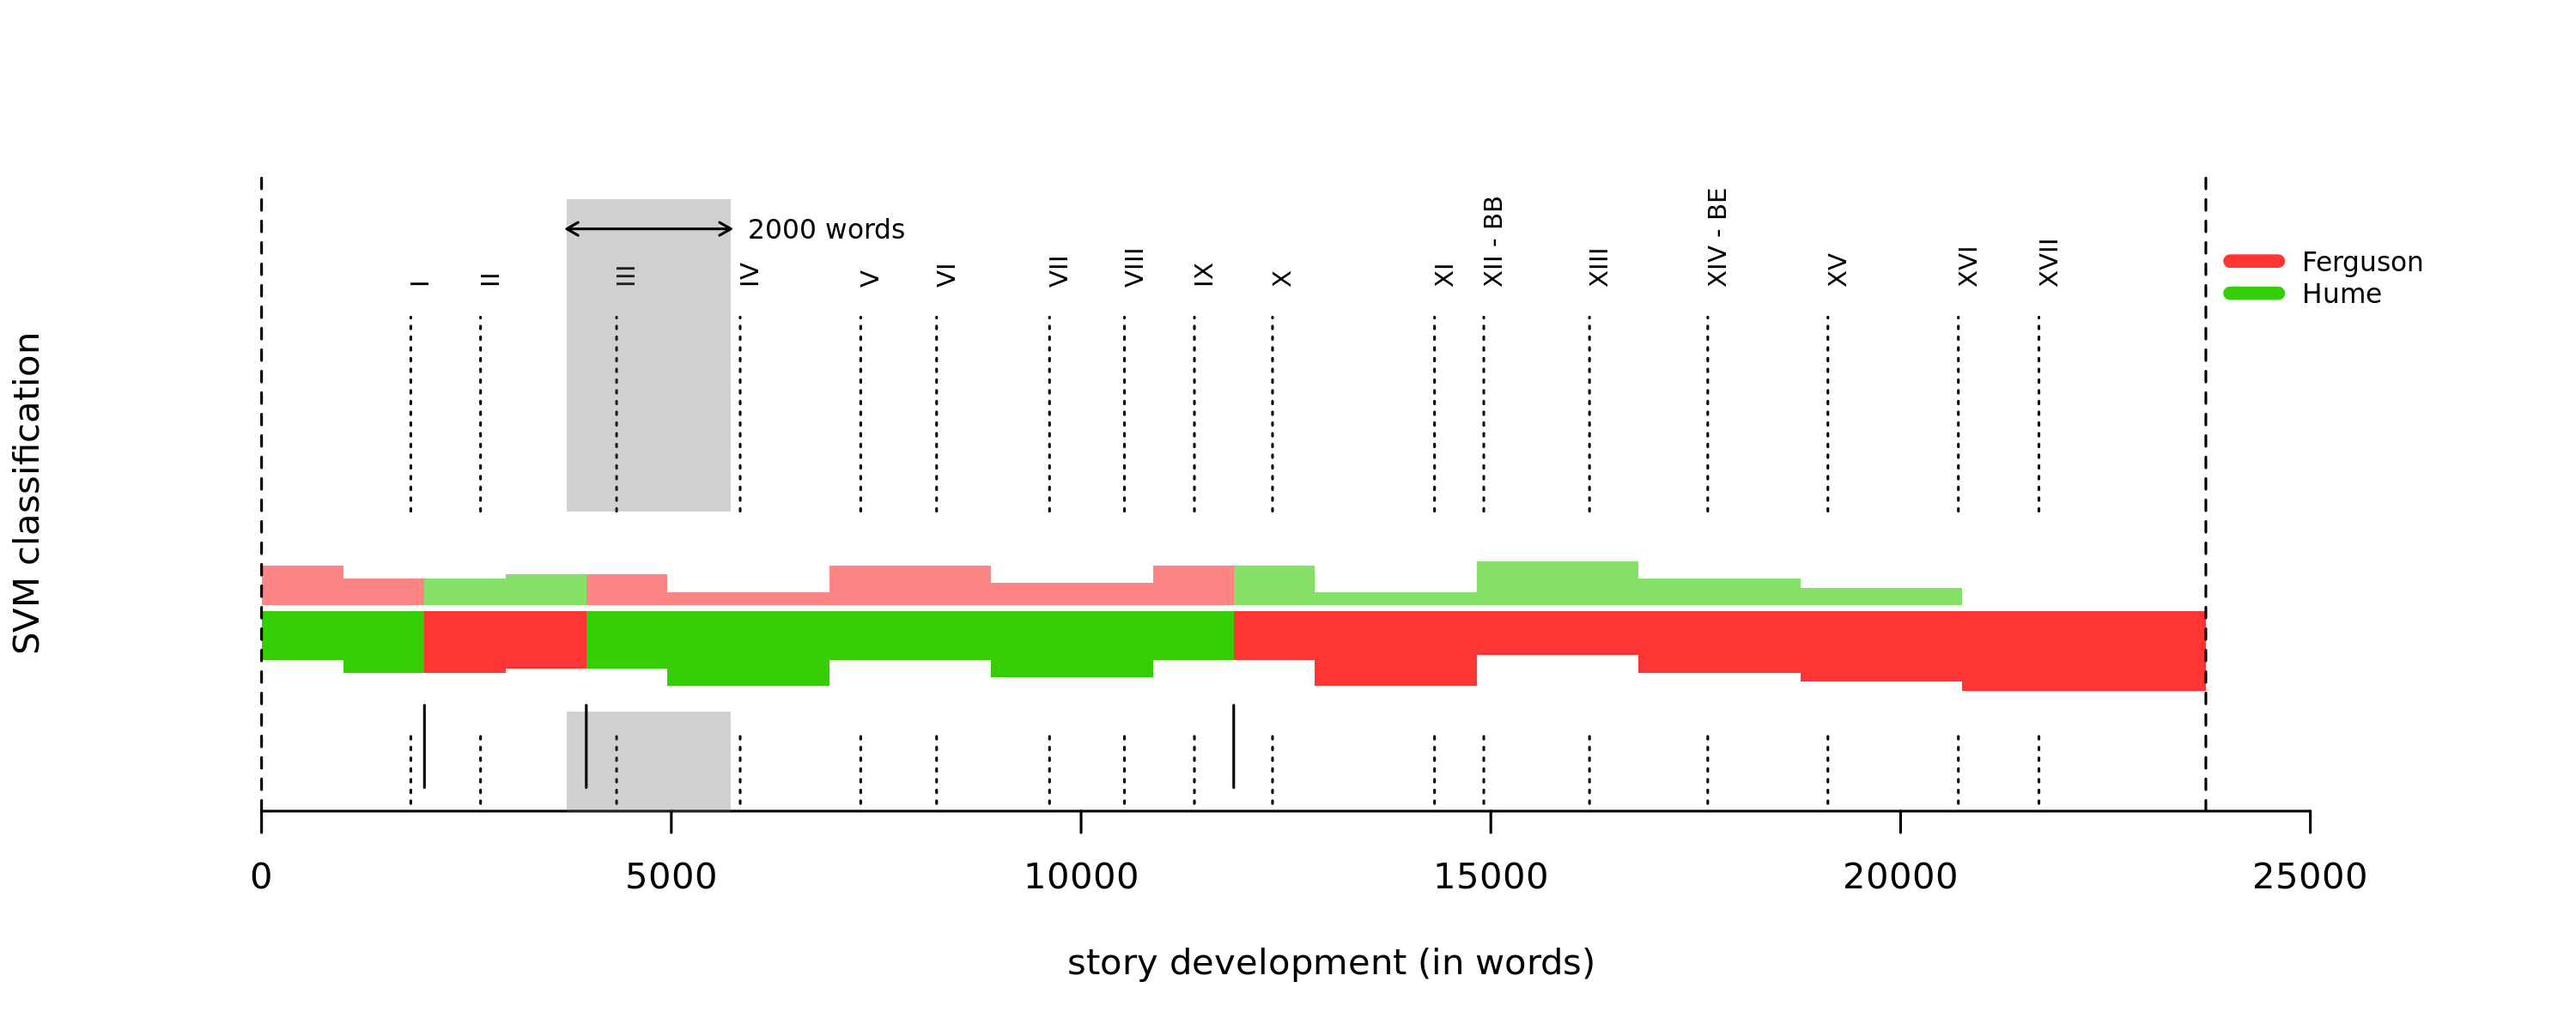 2000 words
I
II
III
IV
V
VI
VII
VIII
IX
X
XI
XII - BB
XIII
XIV - BE
XV
XVI
XVII
Ferguson
Hume
SVM classification
0
5000
10000
15000
20000
25000
story development (in words)